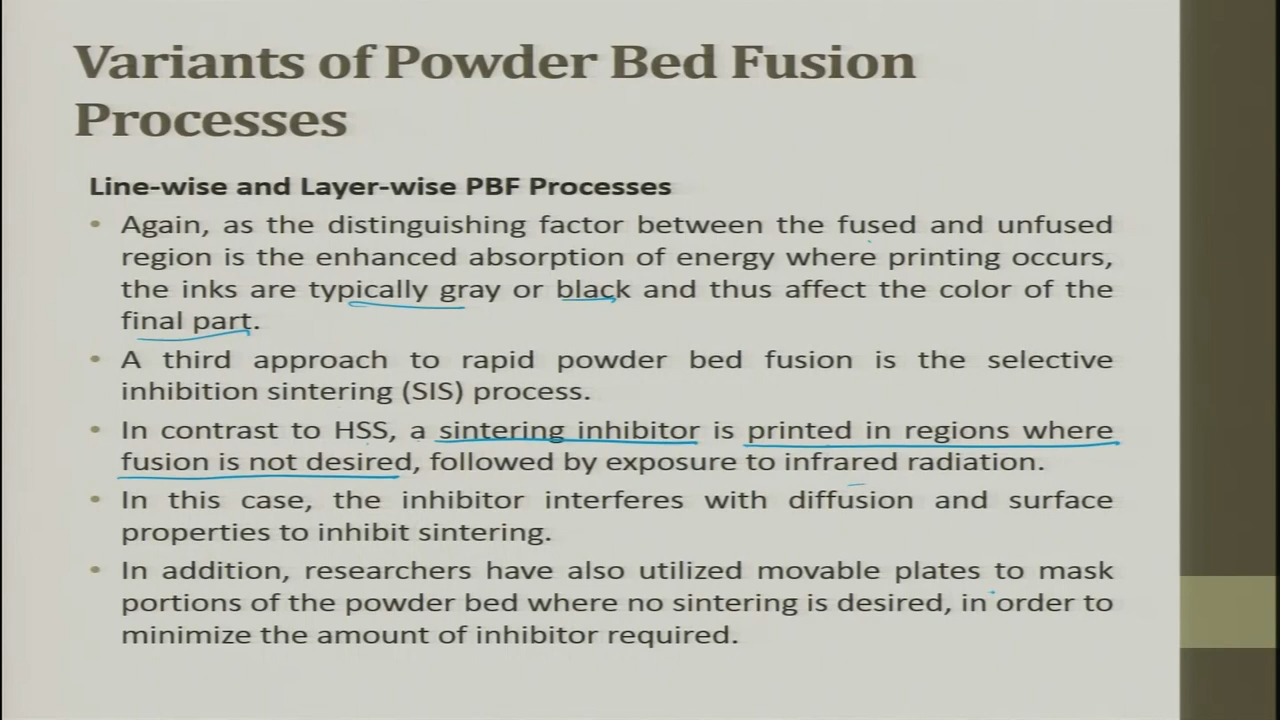 Variants of Powder Bed Fusion
Processes
Line-wise and Layer-wise PBF Processes
• Again, as the distinguishing factor between the fused and unfused
region is the enhanced absorption of energy where printing occurs,
the inks are typically gray or black and thus affect the color of the
final part.
• A third approach to rapid powder bed fusion is the selective
inhibition sintering (SIS) process.
• In contrast to HSS, a sintering inhibitor is printed in regions where
fusion is not desired, followed by exposure to infrared radiation.
• In this case, the inhibitor interferes with diffusion and surface
properties to inhibit sintering.
• In addition, researchers have also utilized movable plates to mask
portions of the powder bed where no sintering is desired, in order to
minimize the amount of inhibitor required.